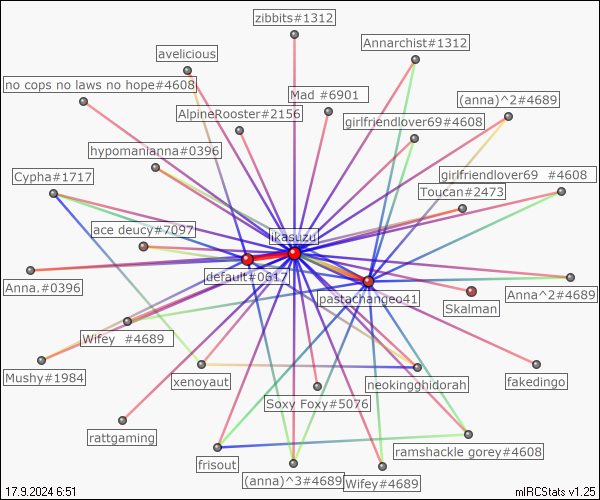 zibbits#1312
Annarchist#1312
avelicious
no cops no laws no hope#4608
Mad #6901
(anna)^2#4689
AlpineRooster#2156
girlfriendlover69#4608
hypomanianna#0396
Cypha#1717
girlfriendlover69 #4608
Toucan#2473
ace deucy#7097
ikasuzu
Anna.#0396
default#0617
pastachangeo41
Skalman
Anna^2#4689
Wifey #4689
Mushy#1984
xenoyaut
neokingghidorah
fakedingo
Soxy Foxy#5076
rattgaming
frisout
ramshackle gorey#4608
(anna)^3#4689
Wifey#4689
17.9.2024 6:51
mIRCStats v1.25